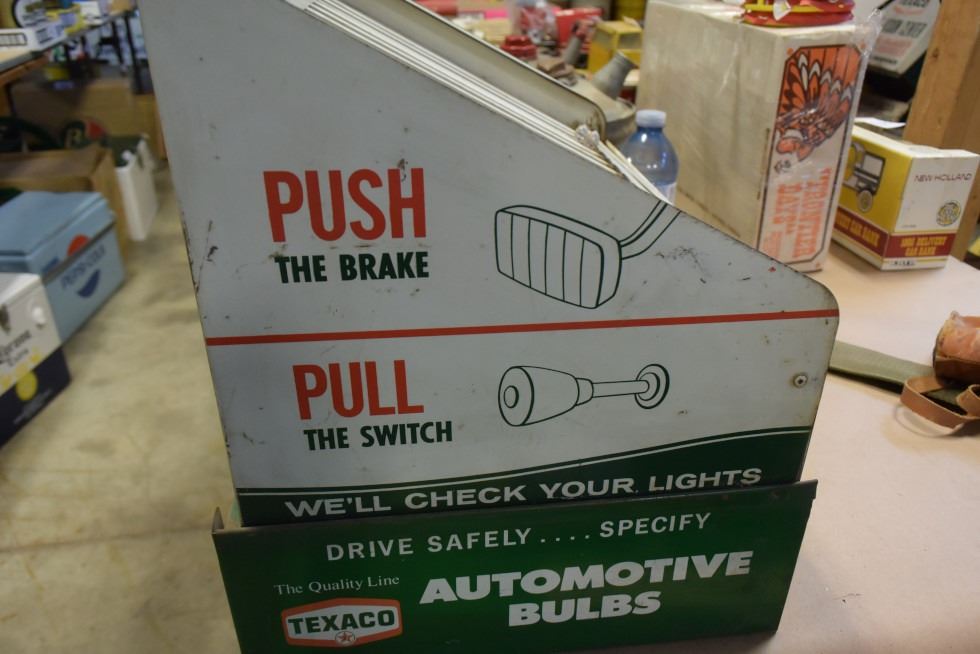 PUSH
THE BRAKE
PULL
THE SWITCH
WE'LL CHECK YOUR LIGHTS
DRIVE SAFELY.... SPECIFY
The Quality Line
AUTOMOTIVE
BULBS
TEXACO
NEW HOLLAND
TEXACO